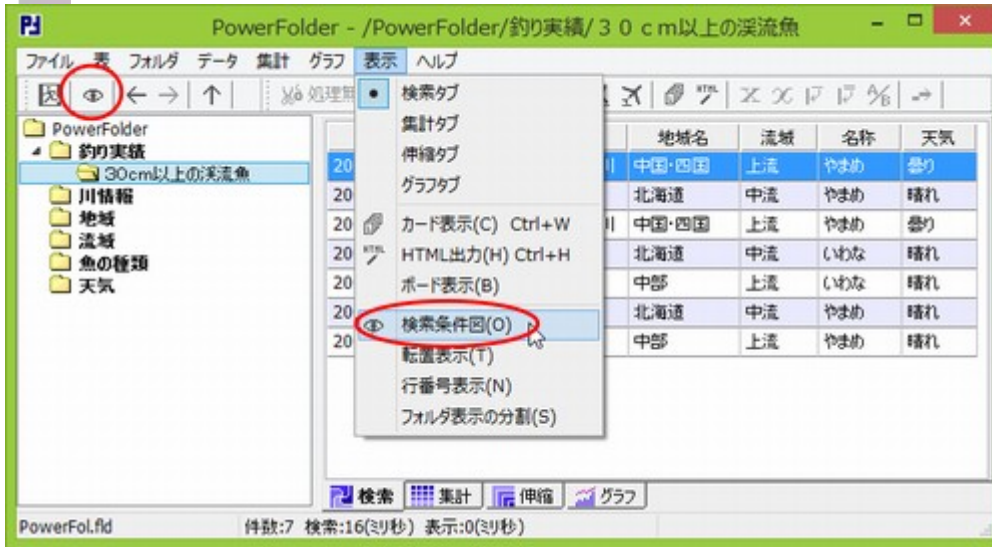 PowerFolder - /PowerFolder/釣り実績/３０ｃｍ以上の渓流魚
ファイル 表 フォルダ データ 集計 グラフ 表示 ヘルプ
処理
PowerFolder
釣り実績
30cm以上の渓流魚
川情報
地域
流域
魚の種類
天気
検索タブ
集計タブ
伸縮タブ
グラフタブ
カード表示(C) Ctrl+W
HTML出力(H) Ctrl+H
ボード表示(B)
検索条件図(O)
転置表示(T)
行番号表示(N)
フォルダ表示の分割(S)
地域名 流域 名称 天気
20 川 中国・四国 上流 やまめ 曇り
20 北海道 中流 やまめ 晴れ
20 川 中国・四国 上流 やまめ 曇り
20 北海道 中流 いわな 晴れ
20 中部 上流 いわな 晴れ
20 北海道 中流 やまめ 晴れ
20 中部 上流 やまめ 晴れ
検索 集計 伸縮 グラフ
PowerFol.fld 件数:7 検索:16(ミリ秒) 表示:0(ミリ秒)